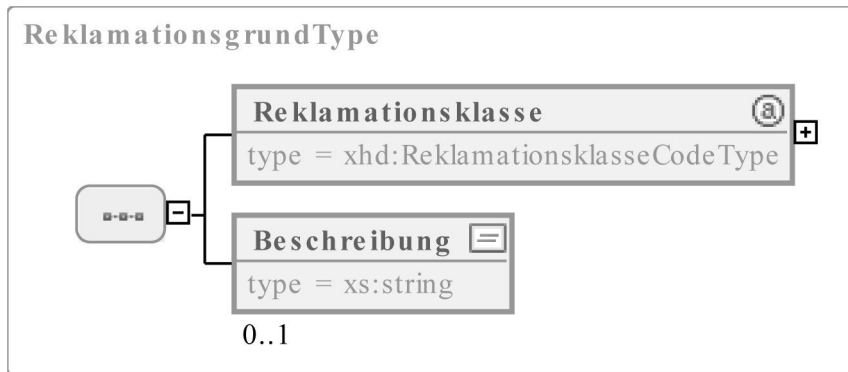 ReklamationsgrundType
Reklamationsklasse
type = xhd:ReklamationsklasseCodeType
Beschreibung
type = xs:string
0..1